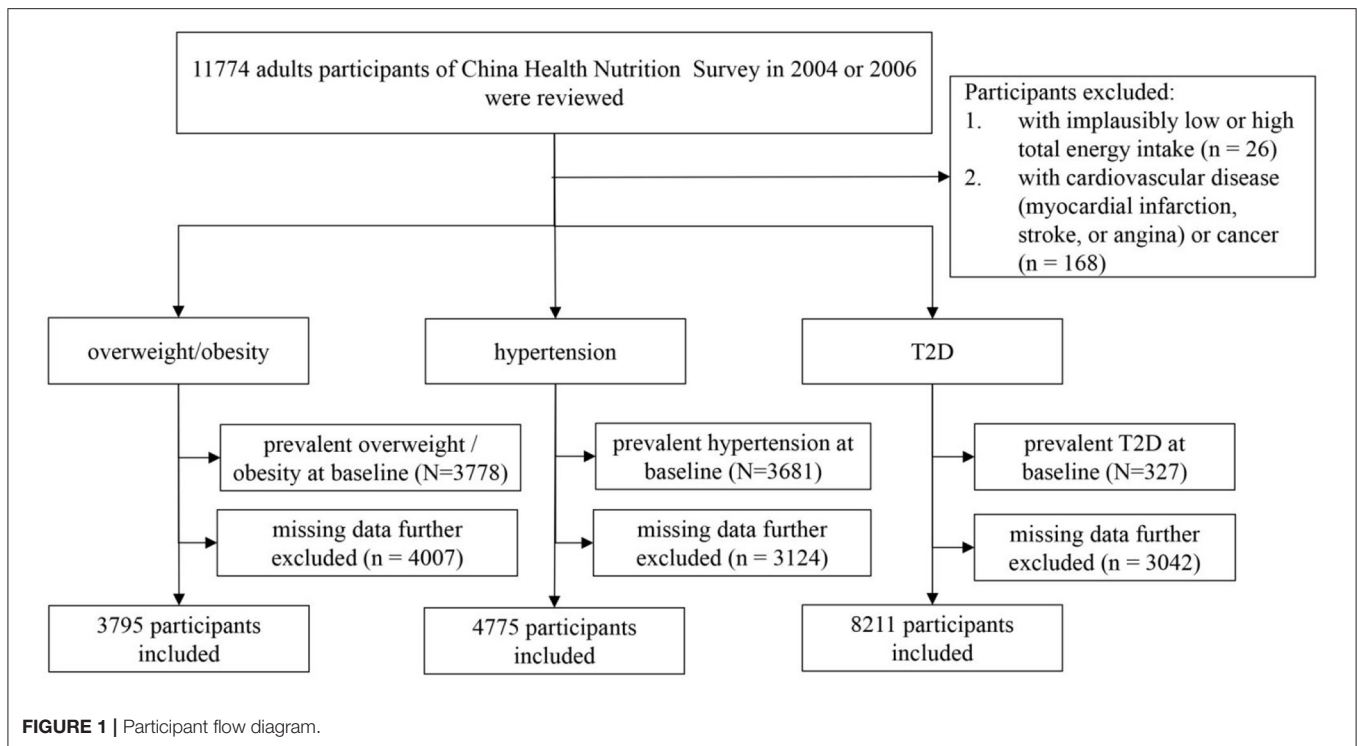 11774 adults participants of China Health Nutrition Survey in 2004 or 2006
were reviewed
Participants excluded:
1. with implausibly low or high
total energy intake (n = 26)
2. with cardiovascular disease
(myocardial infarction,
stroke, or angina) or cancer
(n = 168)
overweight/obesity
hypertension
T2D
prevalent overweight /
obesity at baseline (N=3778)
prevalent hypertension at
baseline (N=3681)
prevalent T2D at
baseline (N=327)
missing data further
excluded (n = 4007)
missing data further
excluded (n = 3124)
missing data further
excluded (n = 3042)
3795 participants
included
4775 participants
included
8211 participants
included
FIGURE 1 | Participant flow diagram.